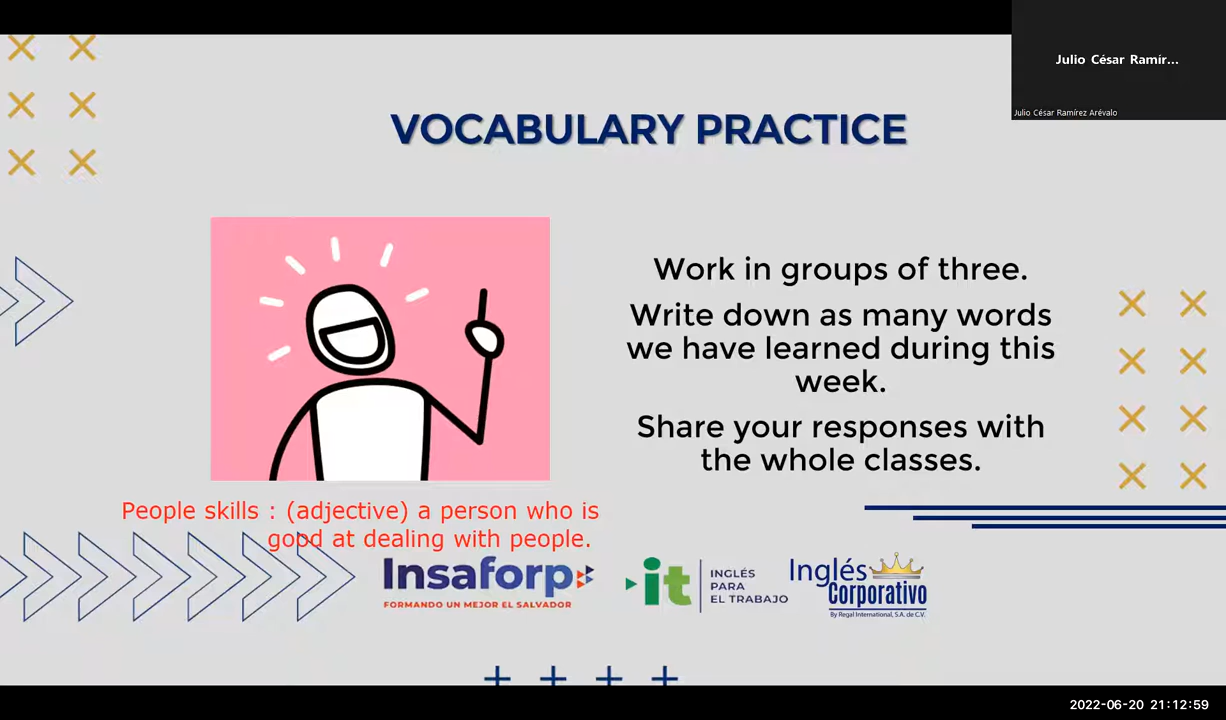 Julio César Ramír...
Julio César Ramírez Arévalo
VOCABULARY PRACTICE
Work in groups of three.
Write down as many words
we have learned during this
week.
Share your responses with
the whole classes.
People skills : (adjective) a person who is
good at dealing with people.
Insaforp
FORMANDO UN MEJOR EL SALVADOR
it
INGLÉS
PARA
EL TRABAJO
Inglés
Corporativo
By Regal International, S.A. de C.V.
2022-06-20 21:12:59